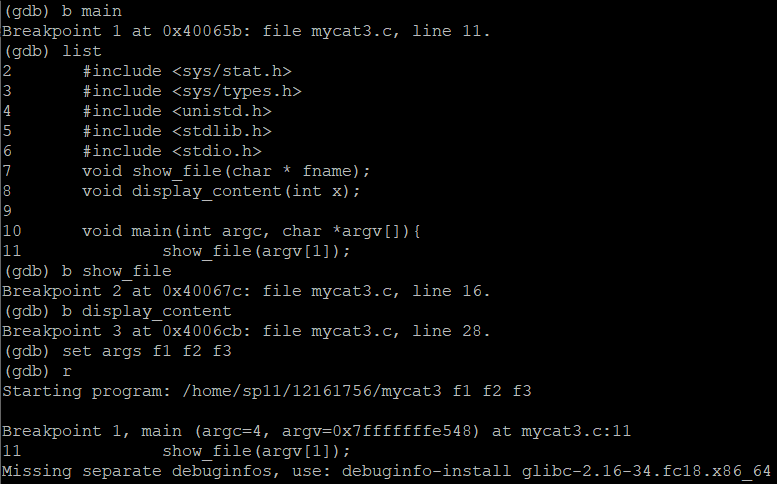 (gdb) b main
Breakpoint 1 at 0x40065b: file mycat3.c, line 11.
(gdb) list
2       #include <sys/stat.h>
3       #include <sys/types.h>
4       #include <unistd.h>
5       #include <stdlib.h>
6       #include <stdio.h>
7       void show_file(char * fname);
8       void display_content(int x);
9
10      void main(int argc, char *argv[]){
11              show_file(argv[1]);
(gdb) b show_file
Breakpoint 2 at 0x40067c: file mycat3.c, line 16.
(gdb) b display_content
Breakpoint 3 at 0x4006cb: file mycat3.c, line 28.
(gdb) set args f1 f2 f3
(gdb) r
Starting program: /home/sp11/12161756/mycat3 f1 f2 f3

Breakpoint 1, main (argc=4, argv=0x7fffffffe548) at mycat3.c:11
11              show_file(argv[1]);
Missing separate debuginfos, use: debuginfo-install glibc-2.16-34.fc18.x86_64